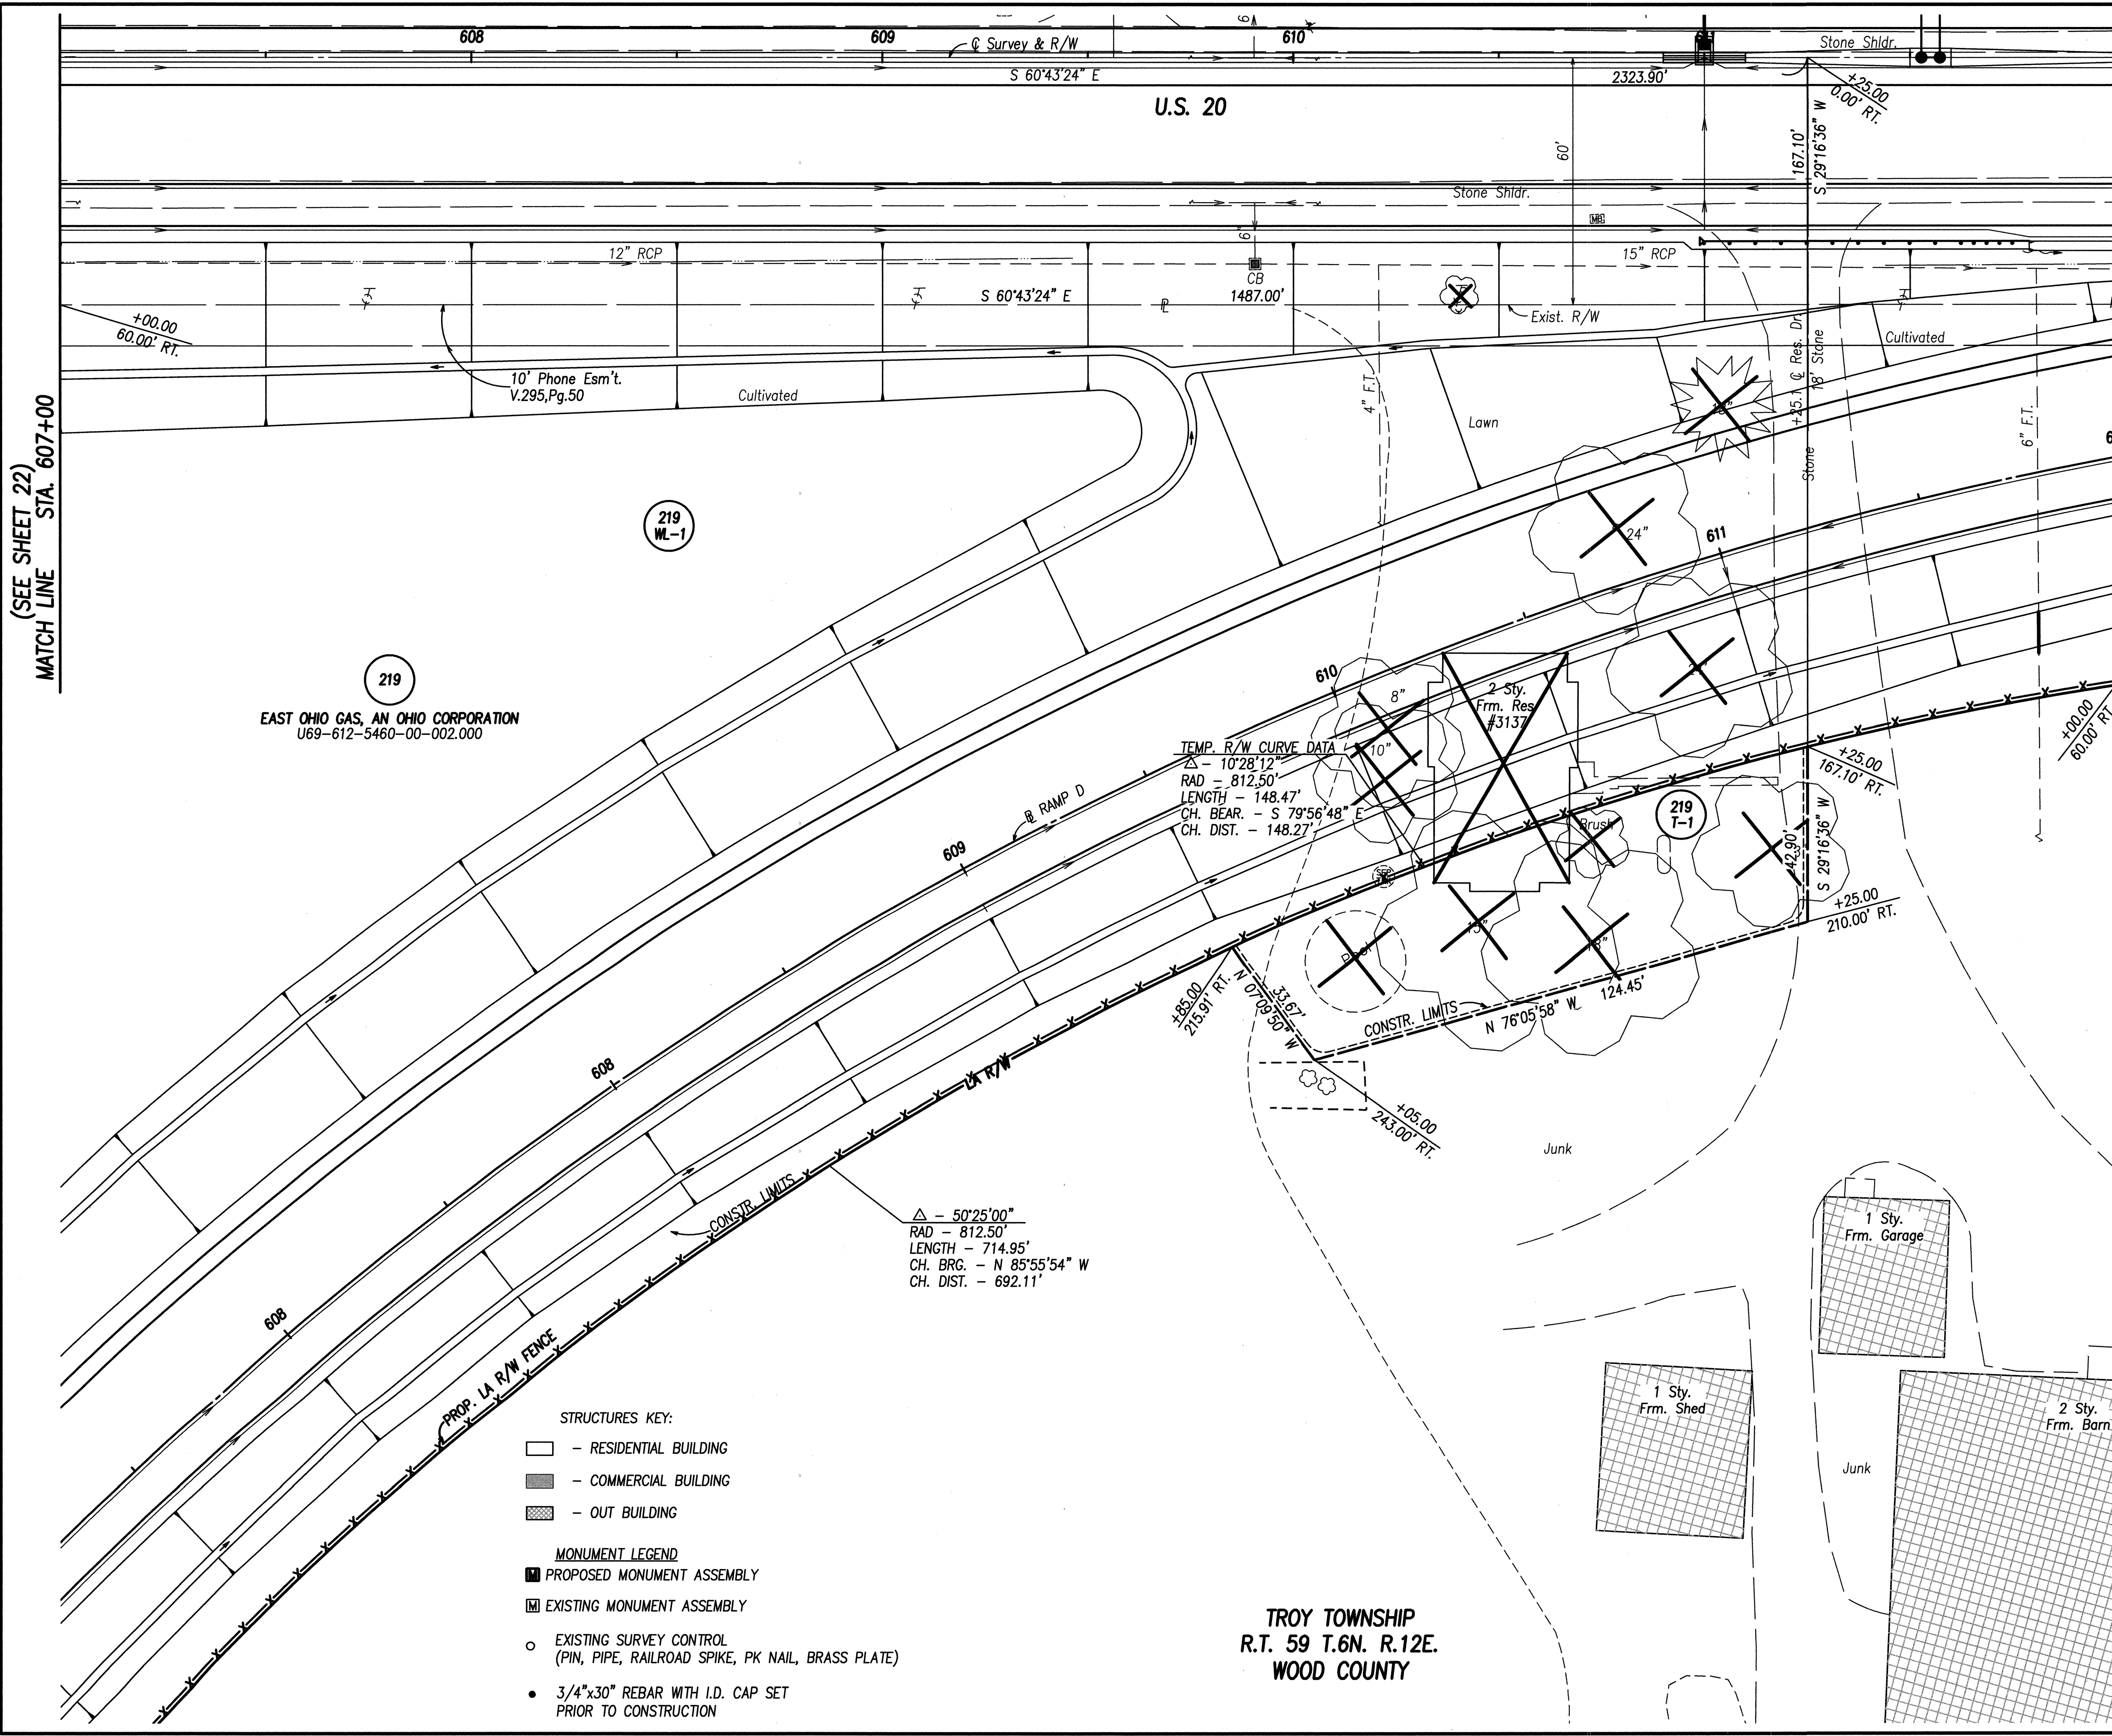 608
609
610
℄ Survey & R/W
Stone Shldr.
S 60°43'24" E
2323.90'
+25.00
0.00' RT.
U.S. 20
60'
167.10'
S 29°16'36" W
6"
Stone Shldr.
6"
12" RCP
15" RCP
CB
S 60°43'24" E
1487.00'
Exist. R/W
+00.00
60.00' RT.
10' Phone Esm't.
V.295,Pg.50
Cultivated
Cultivated
4" F.T.
Lawn
+25.1 ℄ Res. Dr.
18' Stone
Stone
6" F.T.
(SEE SHEET 22)
MATCH LINE STA. 607+00
219
WL-1
24"
611
219
EAST OHIO GAS, AN OHIO CORPORATION
U69-612-5460-00-002.000
610
8"
10"
2 Sty.
Frm. Res
#3137
TEMP. R/W CURVE DATA
△ - 10°28'12"
RAD - 812.50'
LENGTH - 148.47'
CH. BEAR. - S 79°56'48" E
CH. DIST. - 148.27'
+00.00
60.00' RT.
+25.00
167.10' RT.
219
T-1
Brush
42.90'
S 29°16'36" W
+25.00
210.00' RT.
℄ RAMP D
609
15"
18"
Pool
+85.00
215.91' RT.
33.67'
N 07°09'50" W
CONSTR. LIMITS
N 76°05'58" W
124.45'
+05.00
243.00' RT.
608
LA R/W
Junk
CONSTR. LIMITS
△ - 50°25'00"
RAD - 812.50'
LENGTH - 714.95'
CH. BRG. - N 85°55'54" W
CH. DIST. - 692.11'
1 Sty.
Frm. Garage
608
PROP. LA R/W FENCE
1 Sty.
Frm. Shed
2 Sty.
Frm. Barn
Junk
STRUCTURES KEY:
- RESIDENTIAL BUILDING
- COMMERCIAL BUILDING
- OUT BUILDING
MONUMENT LEGEND
M PROPOSED MONUMENT ASSEMBLY
M EXISTING MONUMENT ASSEMBLY
EXISTING SURVEY CONTROL
(PIN, PIPE, RAILROAD SPIKE, PK NAIL, BRASS PLATE)
3/4"x30" REBAR WITH I.D. CAP SET
PRIOR TO CONSTRUCTION
TROY TOWNSHIP
R.T. 59 T.6N. R.12E.
WOOD COUNTY